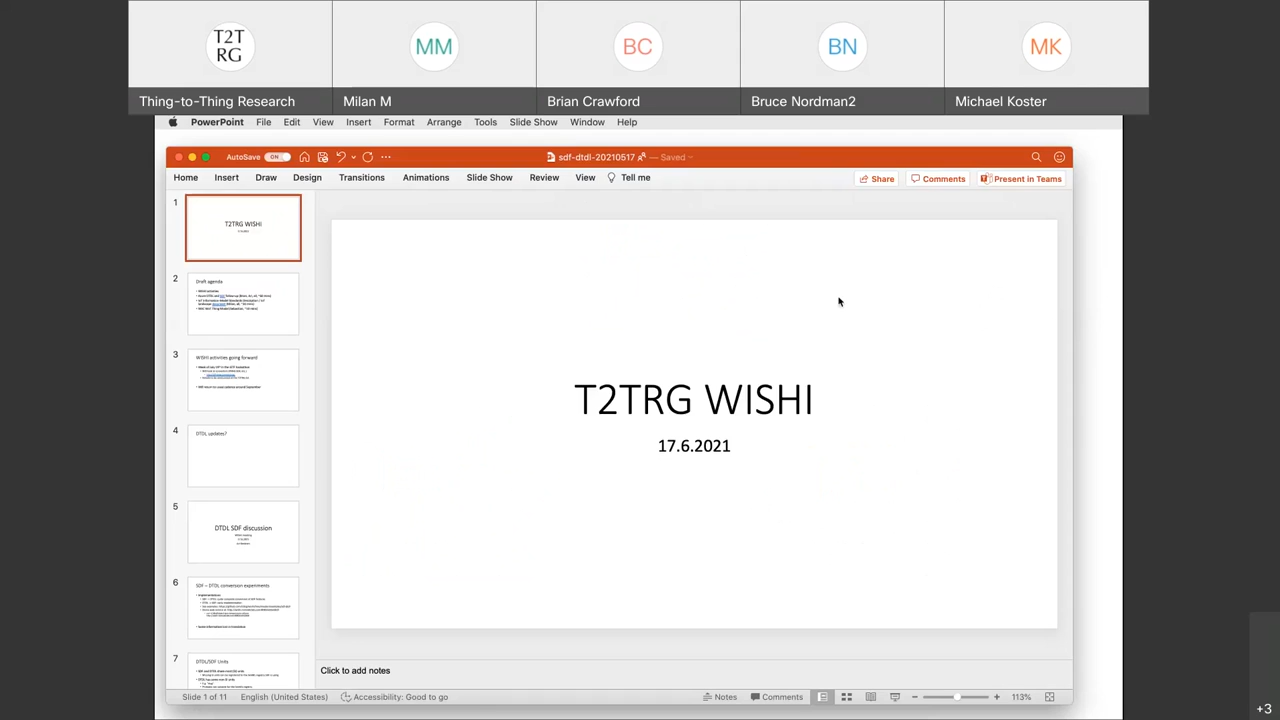 T2T
RG
MM
BC
BN
MK
Thing-to-Thing Research
Milan M
Brian Crawford
Bruce Nordman2
Michael Koster
PowerPoint File Edit View Insert Format Arrange Tools Slide Show Window Help
AutoSave ON
sdf-dtdl-20210517 — Saved
Home Insert Draw Design Transitions Animations Slide Show Review View Tell me
Share Comments Present in Teams
1
T2TRG WISHI
2
Draft agenda
3
WISHI activities going forward
4
DTDL updates?
5
DTDL SDF discussion
6
SDF – DTDL conversion experiments
7
DTDL/SDF Units
T2TRG WISHI
17.6.2021
Click to add notes
Slide 1 of 11 English (United States) Accessibility: Good to go Notes Comments 113%
+3